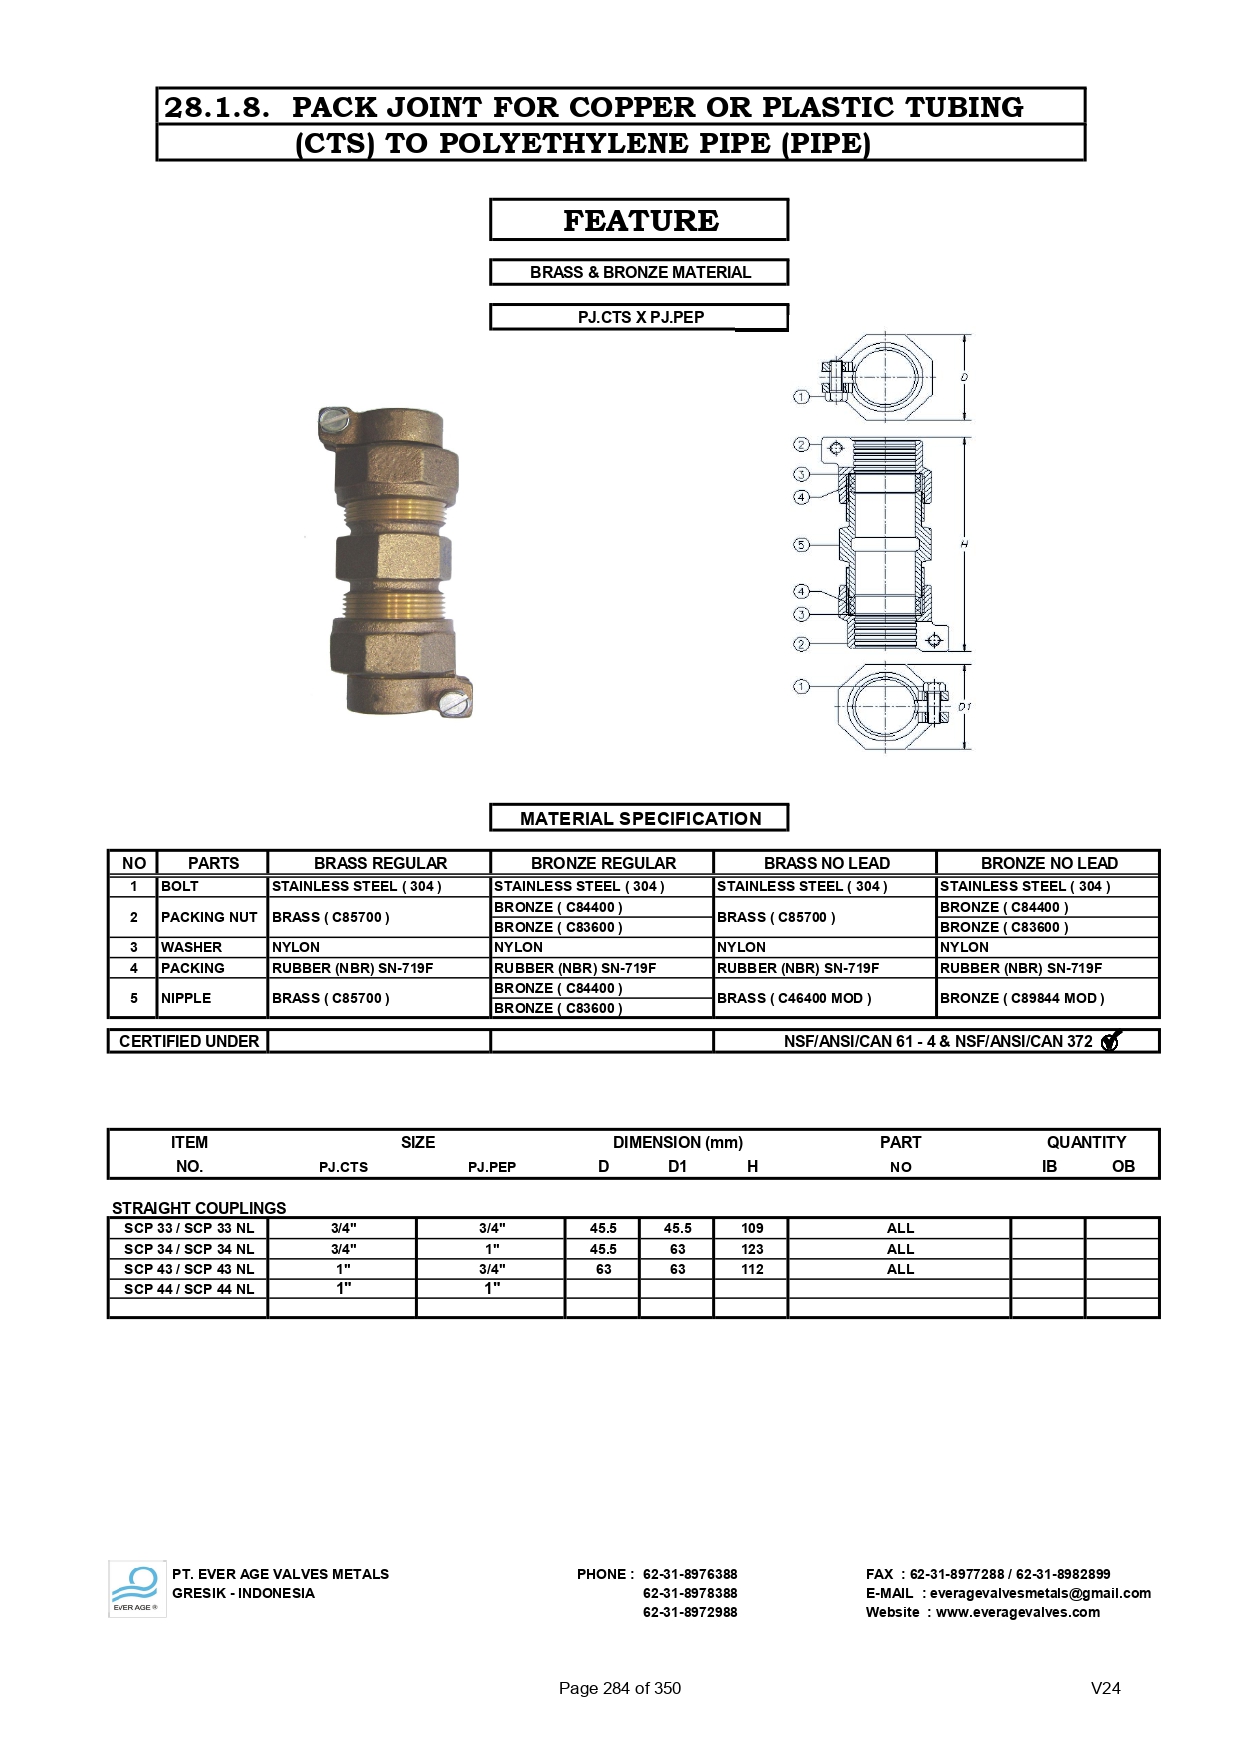 28.1.8. PACK JOINT FOR COPPER OR PLASTIC TUBING
(CTS) TO POLYETHYLENE PIPE (PIPE)
FEATURE
BRASS & BRONZE MATERIAL
PJ.CTS X PJ.PEP
D
1
2
3
4
5
H
4
3
2
1
D1
MATERIAL SPECIFICATION
NO PARTS BRASS REGULAR BRONZE REGULAR BRASS NO LEAD BRONZE NO LEAD
1 BOLT STAINLESS STEEL ( 304 ) STAINLESS STEEL ( 304 ) STAINLESS STEEL ( 304 ) STAINLESS STEEL ( 304 )
2 PACKING NUT BRASS ( C85700 ) BRONZE ( C84400 ) BRASS ( C85700 ) BRONZE ( C84400 )
BRONZE ( C83600 ) BRONZE ( C83600 )
3 WASHER NYLON NYLON NYLON NYLON
4 PACKING RUBBER (NBR) SN-719F RUBBER (NBR) SN-719F RUBBER (NBR) SN-719F RUBBER (NBR) SN-719F
5 NIPPLE BRASS ( C85700 ) BRONZE ( C84400 ) BRASS ( C46400 MOD ) BRONZE ( C89844 MOD )
BRONZE ( C83600 )
CERTIFIED UNDER NSF/ANSI/CAN 61 - 4 & NSF/ANSI/CAN 372
ITEM SIZE DIMENSION (mm) PART QUANTITY
NO. PJ.CTS PJ.PEP D D1 H NO IB OB
STRAIGHT COUPLINGS
SCP 33 / SCP 33 NL 3/4" 3/4" 45.5 45.5 109 ALL
SCP 34 / SCP 34 NL 3/4" 1" 45.5 63 123 ALL
SCP 43 / SCP 43 NL 1" 3/4" 63 63 112 ALL
SCP 44 / SCP 44 NL 1" 1"
EVER AGE ®
PT. EVER AGE VALVES METALS PHONE : 62-31-8976388 FAX : 62-31-8977288 / 62-31-8982899
GRESIK - INDONESIA 62-31-8978388 E-MAIL : everagevalvesmetals@gmail.com
62-31-8972988 Website : www.everagevalves.com
Page 284 of 350 V24